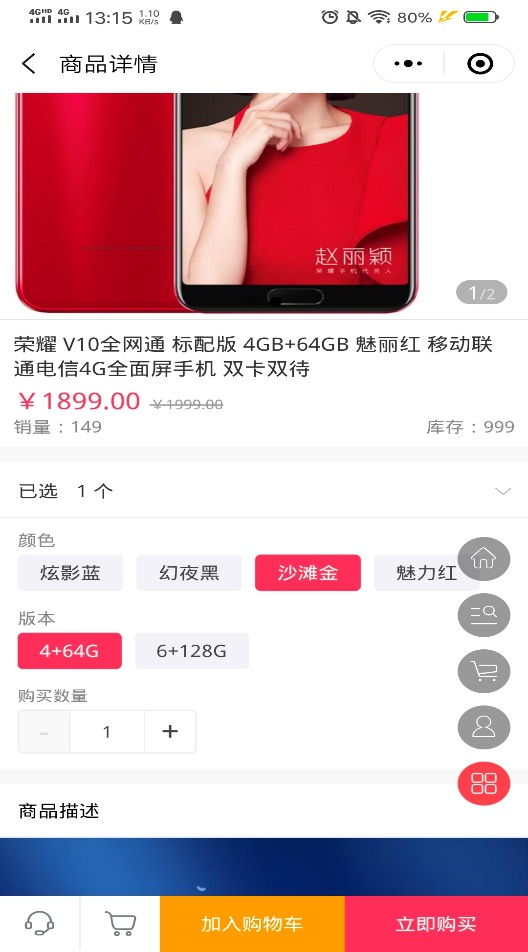 4GHD 4G 13:15 1.10 KB/s 80%
商品详情
赵丽颖
荣耀手机代言人
1/2
荣耀 V10全网通 标配版 4GB+64GB 魅丽红 移动联
通电信4G全面屏手机 双卡双待
￥1899.00 ￥1999.00
销量：149 库存：999
已选 1 个
颜色
炫影蓝 幻夜黑 沙滩金 魅力红
版本
4+64G 6+128G
购买数量
- 1 +
商品描述
加入购物车 立即购买